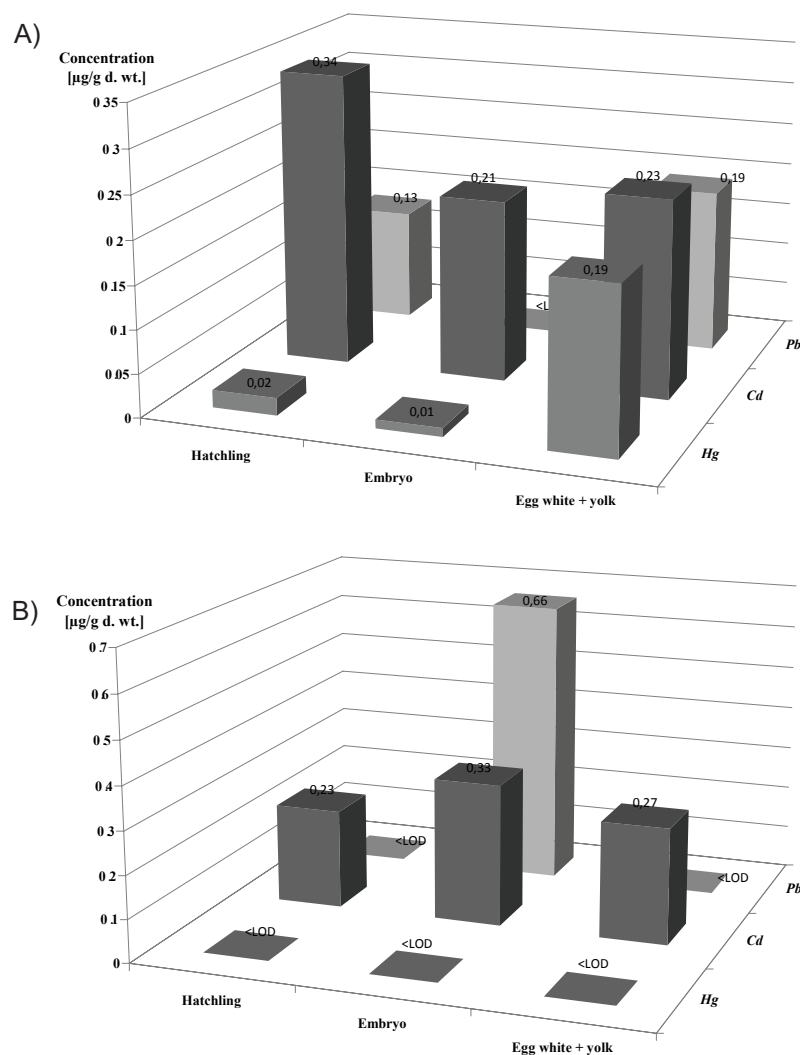 A)
Concentration
[µg/g d. wt.]
0,34
0.35
0.3
0.25
0.2
0.15
0.1
0.05
0
0,13
0,21
0,23
0,19
0,19
0,02
0,01
Pb
Cd
Hg
Hatchling
Embryo
Egg white + yolk
B)
Concentration
[µg/g d. wt.]
0,66
0.7
0.6
0.5
0.4
0.3
0.2
0.1
0
0,23
0,33
0,27
<LOD
<LOD
<LOD
<LOD
<LOD
Pb
Cd
Hg
Hatchling
Embryo
Egg white + yolk